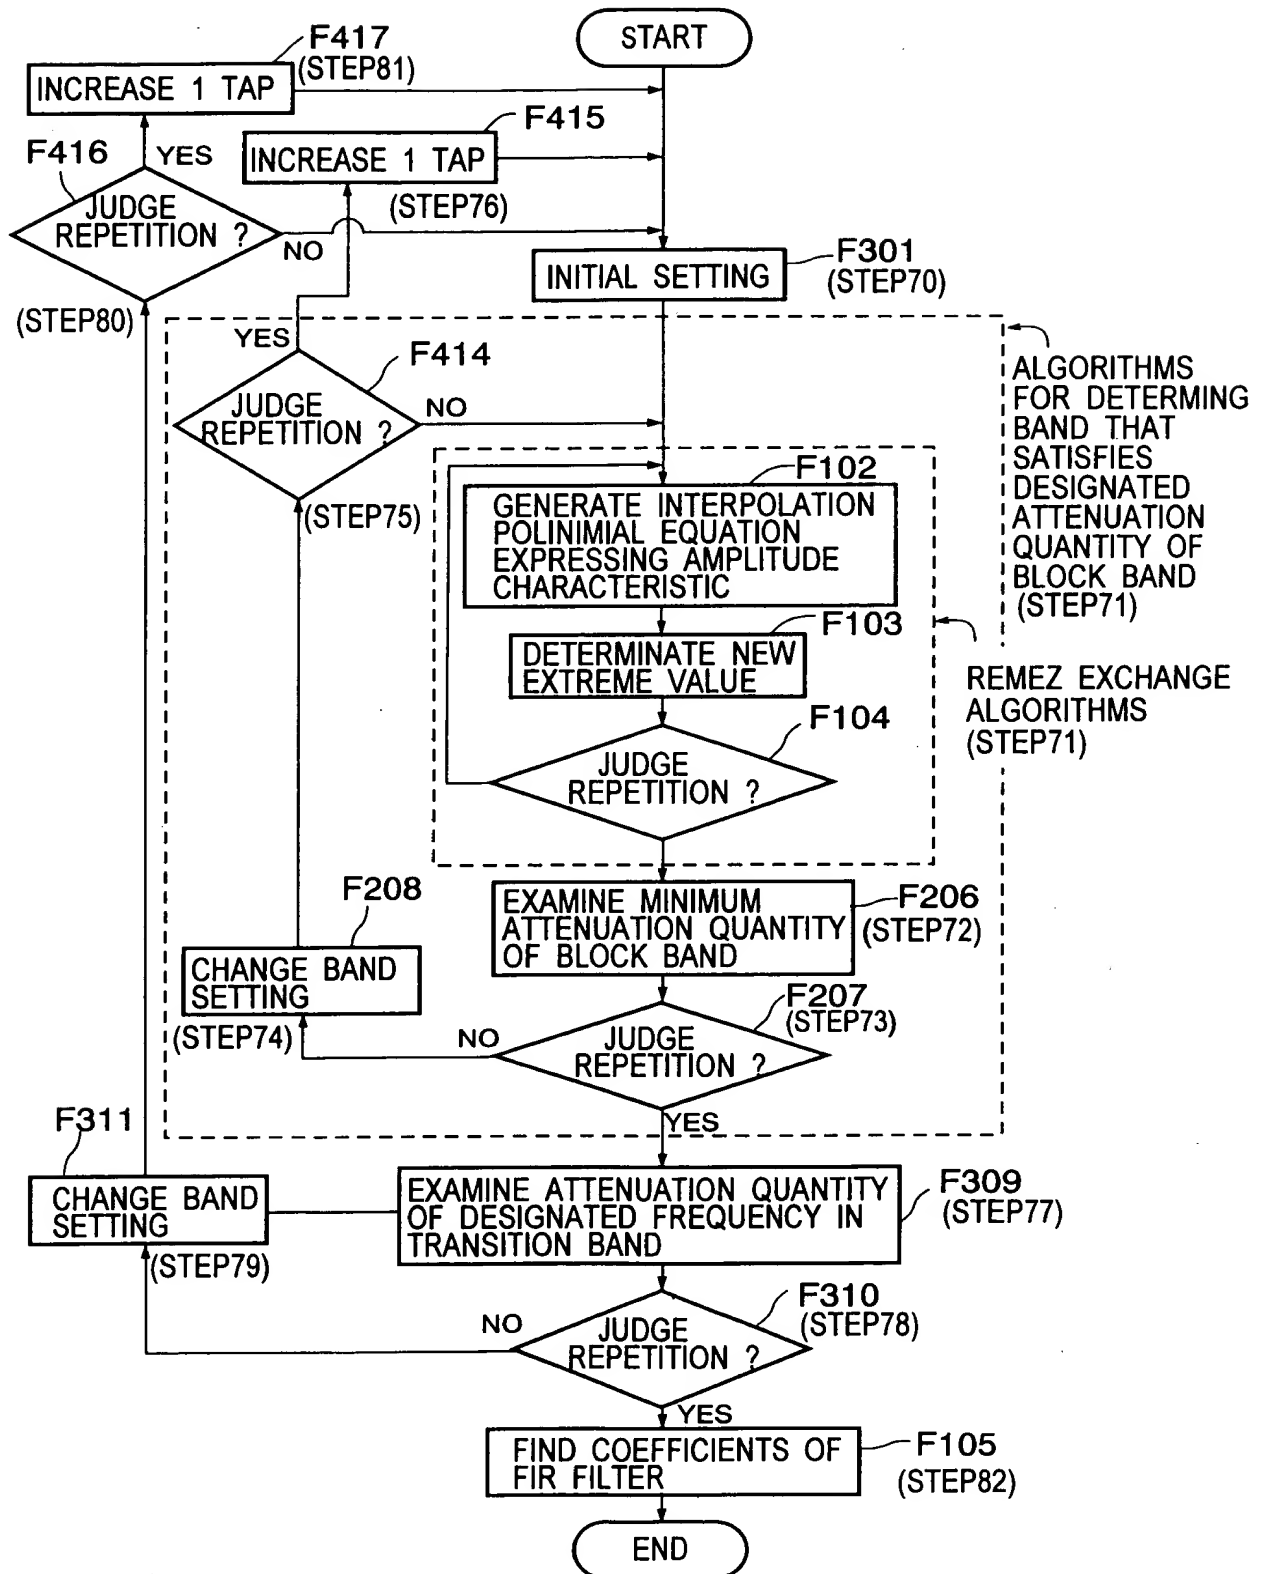 START
F417
(STEP81)
INCREASE 1 TAP
F415
INCREASE 1 TAP
(STEP76)
F416
YES
JUDGE
REPETITION ?
NO
(STEP80)
F301
(STEP70)
INITIAL SETTING
YES
F414
JUDGE
REPETITION ?
NO
(STEP75)
ALGORITHMS
FOR DETERMING
BAND THAT
SATISFIES
DESIGNATED
ATTENUATION
QUANTITY OF
BLOCK BAND
(STEP71)
F102
GENERATE INTERPOLATION
POLINIMIAL EQUATION
EXPRESSING AMPLITUDE
CHARACTERISTIC
F103
DETERMINATE NEW
EXTREME VALUE
REMEZ EXCHANGE
ALGORITHMS
(STEP71)
F104
JUDGE
REPETITION ?
F206
(STEP72)
EXAMINE MINIMUM
ATTENUATION QUANTITY
OF BLOCK BAND
F208
CHANGE BAND
SETTING
(STEP74)
F207
(STEP73)
NO
JUDGE
REPETITION ?
YES
F311
CHANGE BAND
SETTING
(STEP79)
EXAMINE ATTENUATION QUANTITY
OF DESIGNATED FREQUENCY IN
TRANSITION BAND
F309
(STEP77)
F310
(STEP78)
NO
JUDGE
REPETITION ?
YES
FIND COEFFICIENTS OF
FIR FILTER
F105
(STEP82)
END